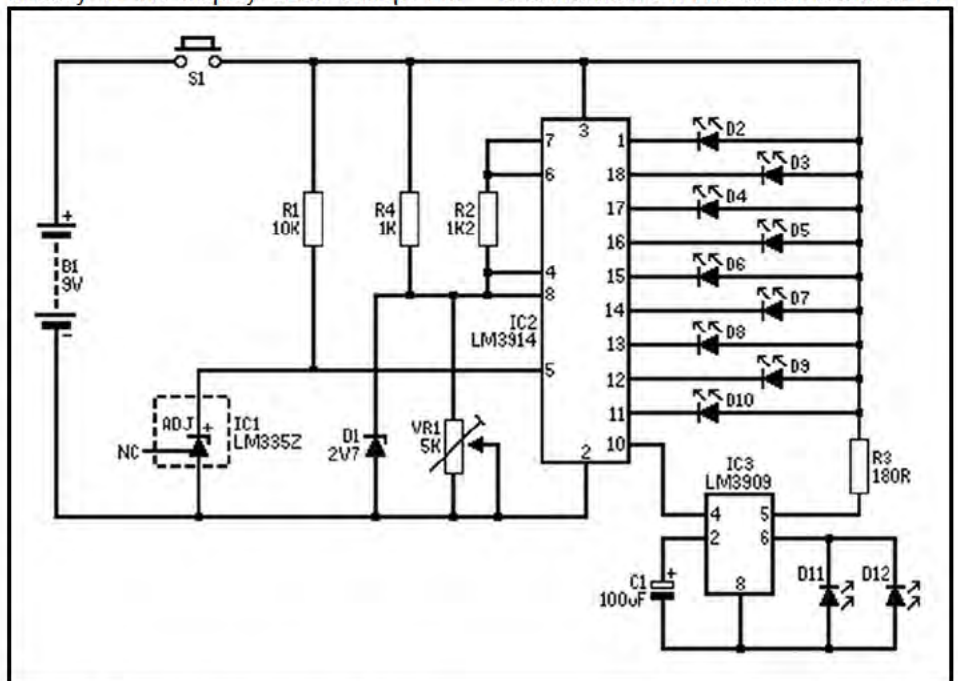 S1
3
7
1
D2
6
18
D3
R1
10K
R4
1K
R2
1K2
17
D4
16
D5
+
B1
9V
-
4
15
D6
8
14
D7
IC2
LM3914
13
D8
5
12
D9
11
D10
ADJ
+
IC1
LM335Z
NC
D1
2V7
VR1
5K
2
10
R3
180R
IC3
LM3909
4
5
2
6
C1
+
100uF
8
D11
D12